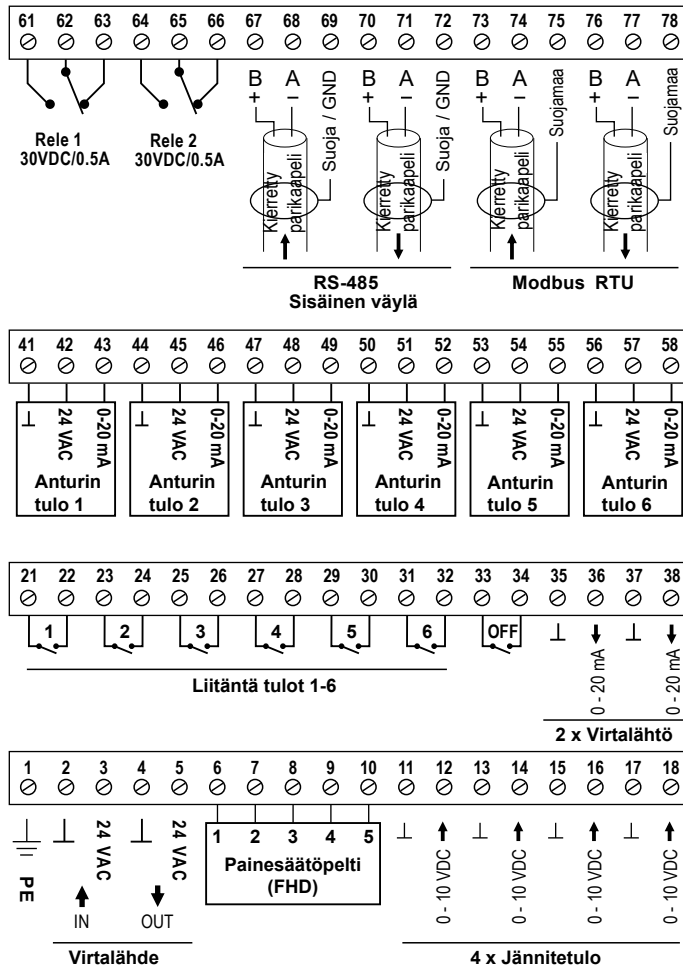 61 62 63 64 65 66 67 68 69 70 71 72 73 74 75 76 77 78
B A B A B A B A
+ − + − + − + −
Suoja / GND
Suoja / GND
Suojamaa
Suojamaa
Rele 1
30VDC/0.5A
Rele 2
30VDC/0.5A
Kierretty
parikaapeli
Kierretty
parikaapeli
Kierretty
parikaapeli
Kierretty
parikaapeli
RS-485
Sisäinen väylä
Modbus RTU
41 42 43 44 45 46 47 48 49 50 51 52 53 54 55 56 57 58
24 VAC
0-20 mA
Anturin
tulo 1
24 VAC
0-20 mA
Anturin
tulo 2
24 VAC
0-20 mA
Anturin
tulo 3
24 VAC
0-20 mA
Anturin
tulo 4
24 VAC
0-20 mA
Anturin
tulo 5
24 VAC
0-20 mA
Anturin
tulo 6
21 22 23 24 25 26 27 28 29 30 31 32 33 34 35 36 37 38
1 2 3 4 5 6 OFF
0 - 20 mA
0 - 20 mA
Liitäntä tulot 1-6
2 x Virtalähtö
1 2 3 4 5 6 7 8 9 10 11 12 13 14 15 16 17 18
PE
24 VAC
24 VAC
IN OUT
Virtalähde
1 2 3 4 5
Painesäätöpelti
(FHD)
0 - 10 VDC
0 - 10 VDC
0 - 10 VDC
0 - 10 VDC
4 x Jännitetulo